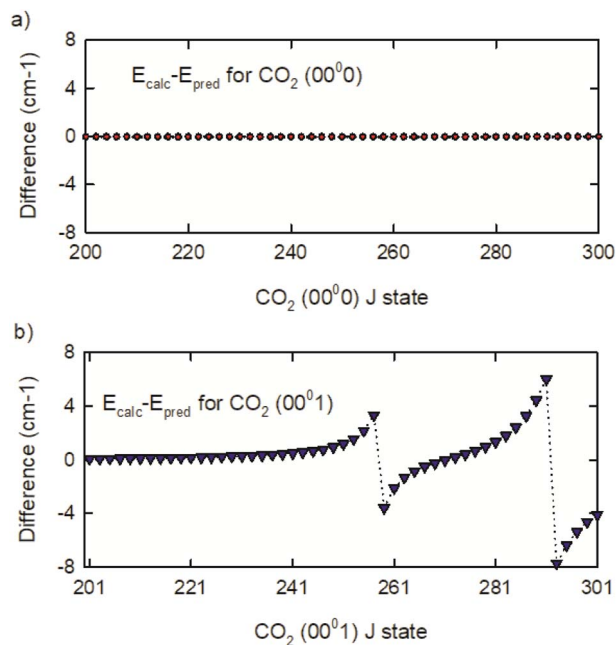 a)
8
4
0
-4
-8
Difference (cm-1)
E_calc-E_pred for CO₂ (00⁰0)
200 220 240 260 280 300
CO₂ (00⁰0) J state
b)
8
4
0
-4
-8
Difference (cm-1)
E_calc-E_pred for CO₂ (00⁰1)
201 221 241 261 281 301
CO₂ (00⁰1) J state